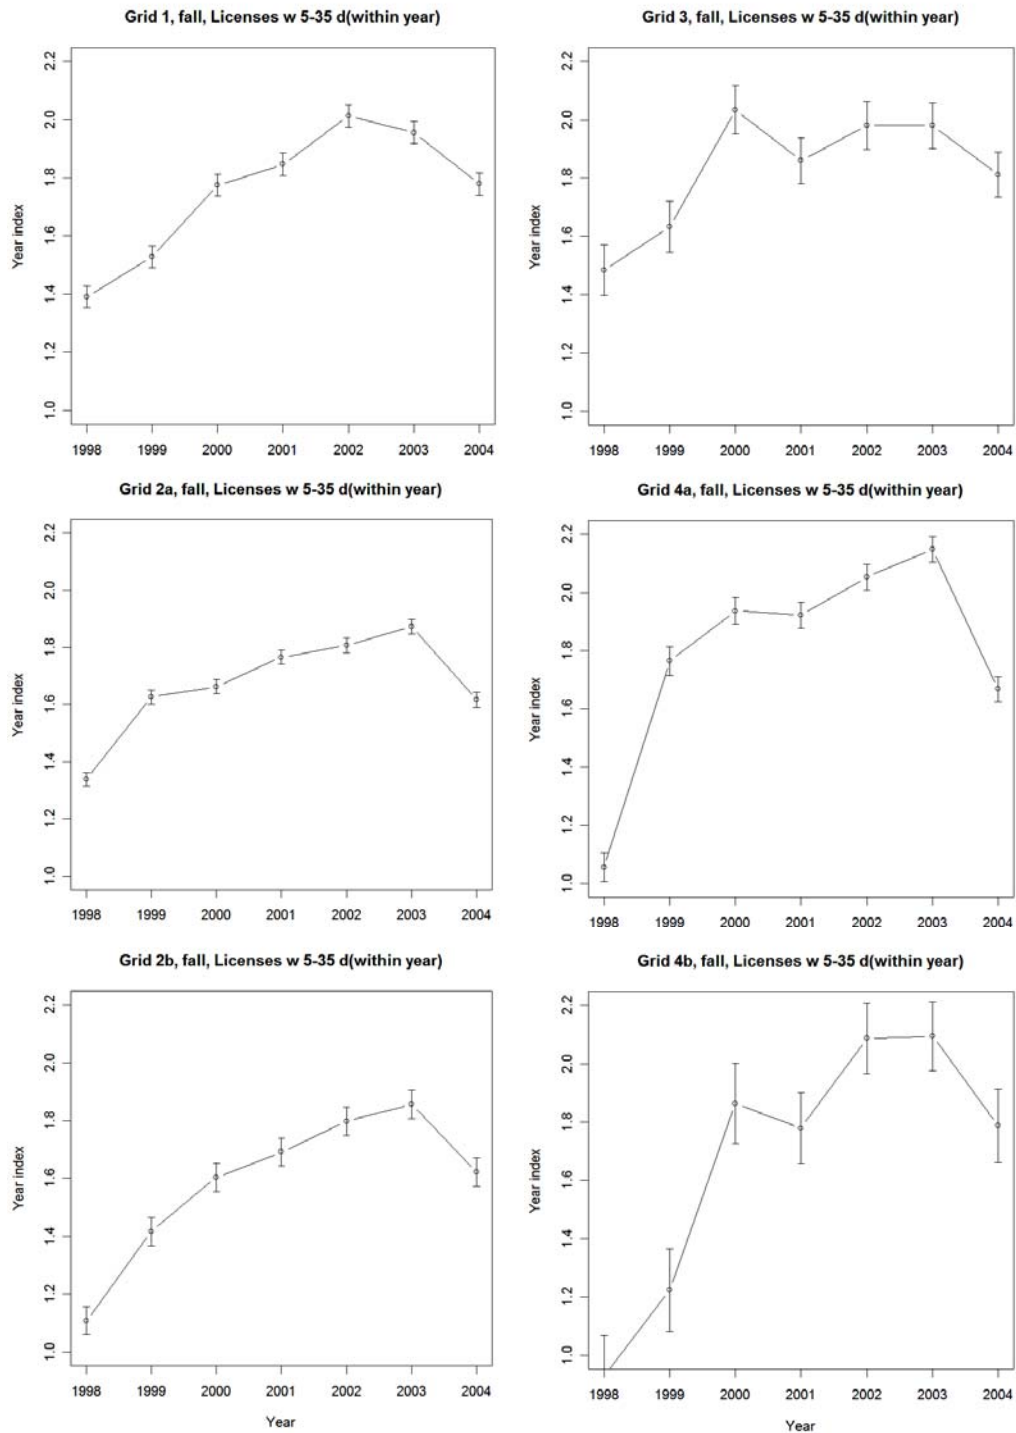 Grid 1, fall, Licenses w 5-35 d(within year)
Year index
2.2
2.0
1.8
1.6
1.4
1.2
1.0
1998 1999 2000 2001 2002 2003 2004
Grid 3, fall, Licenses w 5-35 d(within year)
Year index
2.2
2.0
1.8
1.6
1.4
1.2
1.0
1998 1999 2000 2001 2002 2003 2004
Grid 2a, fall, Licenses w 5-35 d(within year)
Year index
2.2
2.0
1.8
1.6
1.4
1.2
1.0
1998 1999 2000 2001 2002 2003 2004
Grid 4a, fall, Licenses w 5-35 d(within year)
Year index
2.2
2.0
1.8
1.6
1.4
1.2
1.0
1998 1999 2000 2001 2002 2003 2004
Grid 2b, fall, Licenses w 5-35 d(within year)
Year index
2.2
2.0
1.8
1.6
1.4
1.2
1.0
1998 1999 2000 2001 2002 2003 2004
Year
Grid 4b, fall, Licenses w 5-35 d(within year)
Year index
2.2
2.0
1.8
1.6
1.4
1.2
1.0
1998 1999 2000 2001 2002 2003 2004
Year